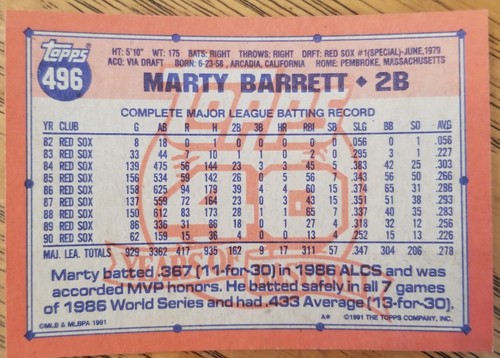 Topps
496
HT: 5'10" WT: 175 BATS: RIGHT THROWS: RIGHT DRFT: RED SOX #1(SPECIAL)-JUNE,1979
ACQ: VIA DRAFT BORN: 6-23-58, ARCADIA, CALIFORNIA HOME: PEMBROKE, MASSACHUSETTS
MARTY BARRETT ♦ 2B
COMPLETE MAJOR LEAGUE BATTING RECORD
YR CLUB G AB R H 2B 3B HR RBI SB SLG BB SO AVG
82 RED SOX 8 18 0 1 0 0 0 0 0 .056 0 1 .056
83 RED SOX 33 44 7 10 1 1 0 2 0 .295 3 1 .227
84 RED SOX 139 475 56 144 23 3 3 45 5 .383 42 25 .303
85 RED SOX 156 534 59 142 26 0 5 56 7 .343 56 50 .266
86 RED SOX 158 625 94 179 39 4 4 60 15 .381 65 31 .286
87 RED SOX 137 559 72 164 23 0 3 43 15 .351 51 38 .293
88 RED SOX 150 612 83 173 28 1 1 65 7 .337 40 35 .283
89 RED SOX 86 336 31 86 18 0 1 27 4 .318 32 12 .256
90 RED SOX 62 159 15 36 4 0 0 13 4 .252 15 13 .226
MAJ. LEA. TOTALS 929 3362 417 935 162 9 17 311 57 .347 304 206 .278
Marty batted .367 (11-for-30) in 1986 ALCS and was
accorded MVP honors. He batted safely in all 7 games
of 1986 World Series and had .433 Average (13-for-30).
©MLB & MLBPA 1991 A* ©1991 THE TOPPS COMPANY, INC.